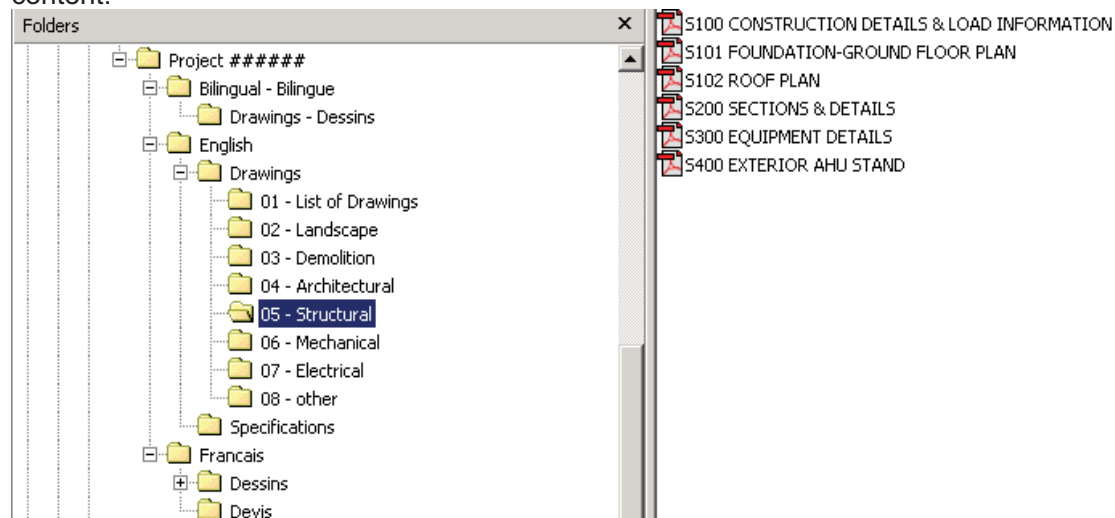 content.
Folders
Project ######
Bilingual - Bilingue
Drawings - Dessins
English
Drawings
01 - List of Drawings
02 - Landscape
03 - Demolition
04 - Architectural
05 - Structural
06 - Mechanical
07 - Electrical
08 - other
Specifications
Francais
Dessins
Devis
S100 CONSTRUCTION DETAILS & LOAD INFORMATION
S101 FOUNDATION-GROUND FLOOR PLAN
S102 ROOF PLAN
S200 SECTIONS & DETAILS
S300 EQUIPMENT DETAILS
S400 EXTERIOR AHU STAND